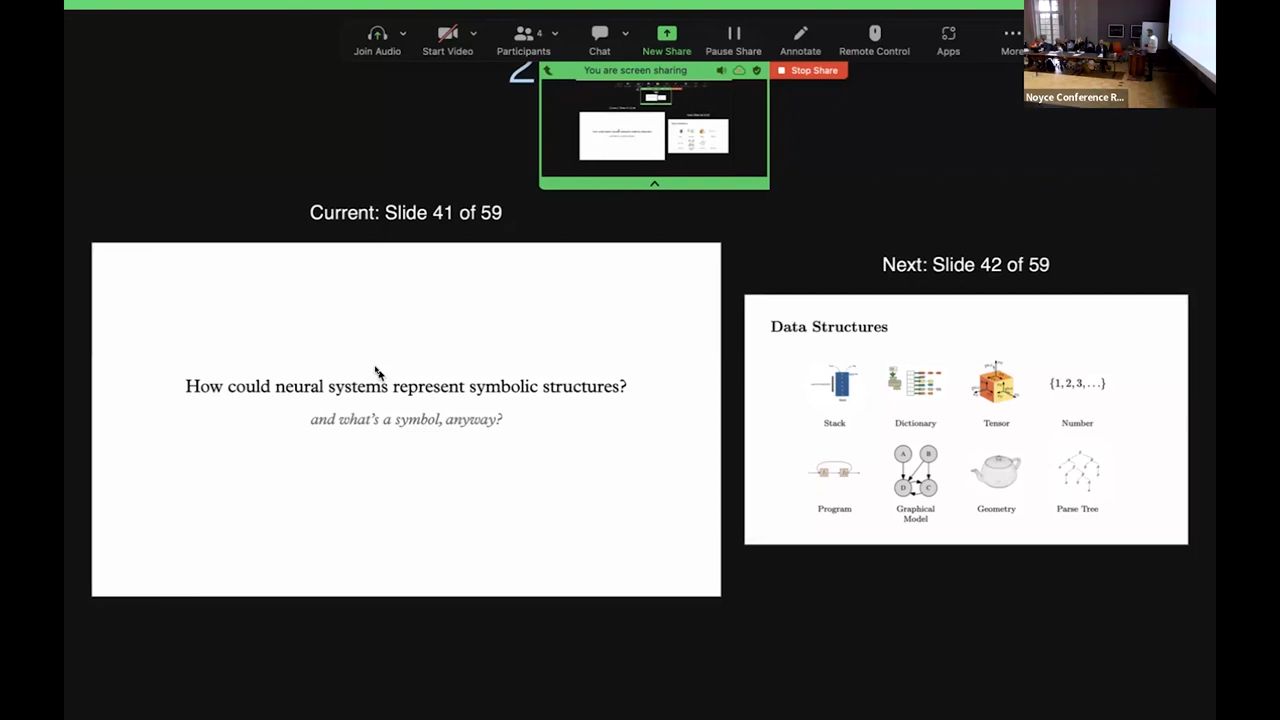 Join Audio
Start Video
4
Participants
Chat
New Share
Pause Share
Annotate
Remote Control
Apps
More
Noyce Conference R...
You are screen sharing
Stop Share
Current: Slide 41 of 59
How could neural systems represent symbolic structures?
and what's a symbol, anyway?
Next: Slide 42 of 59
Data Structures
{1, 2, 3, . . .}
Stack
Dictionary
Tensor
Number
A
B
D
C
Program
Graphical
Model
Geometry
Parse Tree